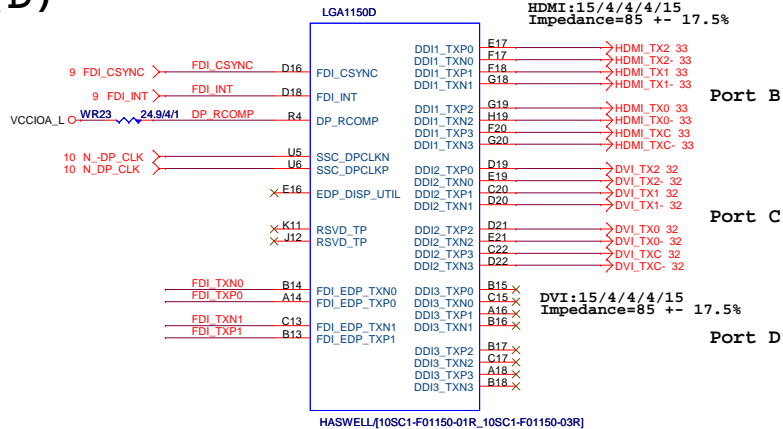 D)
LGA1150D
HDMI:15/4/4/4/15
Impedance=85 +- 17.5%
9 FDI_CSYNC FDI_CSYNC D16 FDI_CSYNC
9 FDI_INT FDI_INT D18 FDI_INT
VCCIOA_L WR23 24.9/4/1 DP_RCOMP R4 DP_RCOMP
10 N_-DP_CLK U5 SSC_DPCLKN
10 N_DP_CLK U6 SSC_DPCLKP
E16 EDP_DISP_UTIL
K11 RSVD_TP
J12 RSVD_TP
FDI_TXN0 B14 FDI_EDP_TXN0
FDI_TXP0 A14 FDI_EDP_TXP0
FDI_TXN1 C13 FDI_EDP_TXN1
FDI_TXP1 B13 FDI_EDP_TXP1
DDI1_TXP0 E17 HDMI_TX2 33
DDI1_TXN0 F17 HDMI_TX2- 33
DDI1_TXP1 F18 HDMI_TX1 33
DDI1_TXN1 G18 HDMI_TX1- 33
Port B
DDI1_TXP2 G19 HDMI_TX0 33
DDI1_TXN2 H19 HDMI_TX0- 33
DDI1_TXP3 F20 HDMI_TXC 33
DDI1_TXN3 G20 HDMI_TXC- 33
DDI2_TXP0 D19 DVI_TX2 32
DDI2_TXN0 E19 DVI_TX2- 32
DDI2_TXP1 C20 DVI_TX1 32
DDI2_TXN1 D20 DVI_TX1- 32
Port C
DDI2_TXP2 D21 DVI_TX0 32
DDI2_TXN2 E21 DVI_TX0- 32
DDI2_TXP3 C22 DVI_TXC 32
DDI2_TXN3 D22 DVI_TXC- 32
DDI3_TXP0 B15
DDI3_TXN0 C15
DDI3_TXP1 A16
DDI3_TXN1 B16
DVI:15/4/4/4/15
Impedance=85 +- 17.5%
Port D
DDI3_TXP2 B17
DDI3_TXN2 C17
DDI3_TXP3 A18
DDI3_TXN3 B18
HASWELL/[10SC1-F01150-01R_10SC1-F01150-03R]